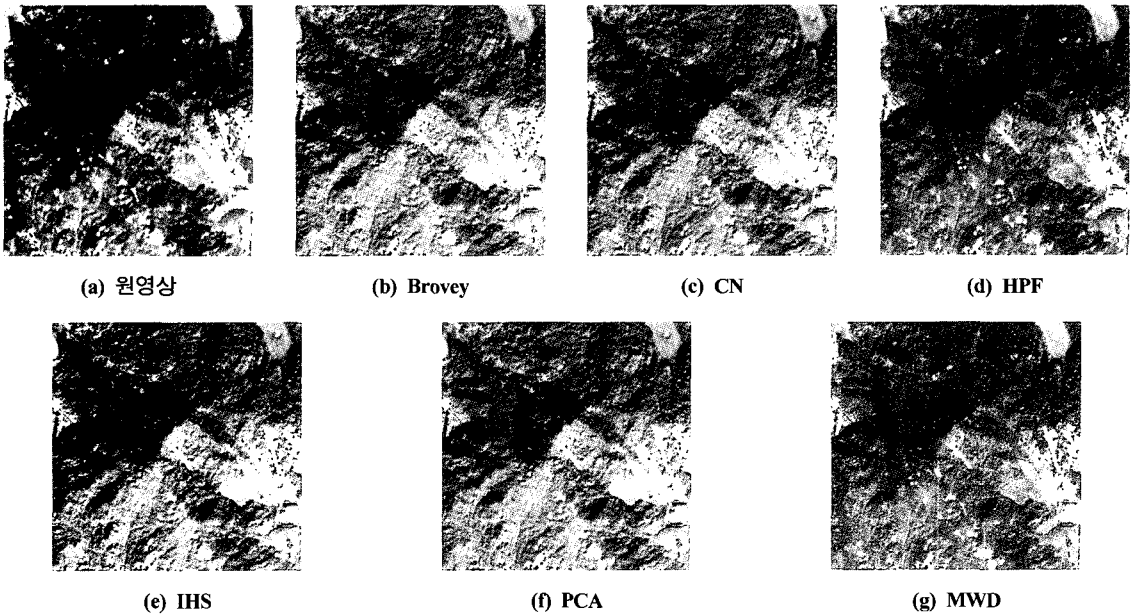 (a) 원영상
(b) Brovey
(c) CN
(d) HPF
(e) IHS
(f) PCA
(g) MWD